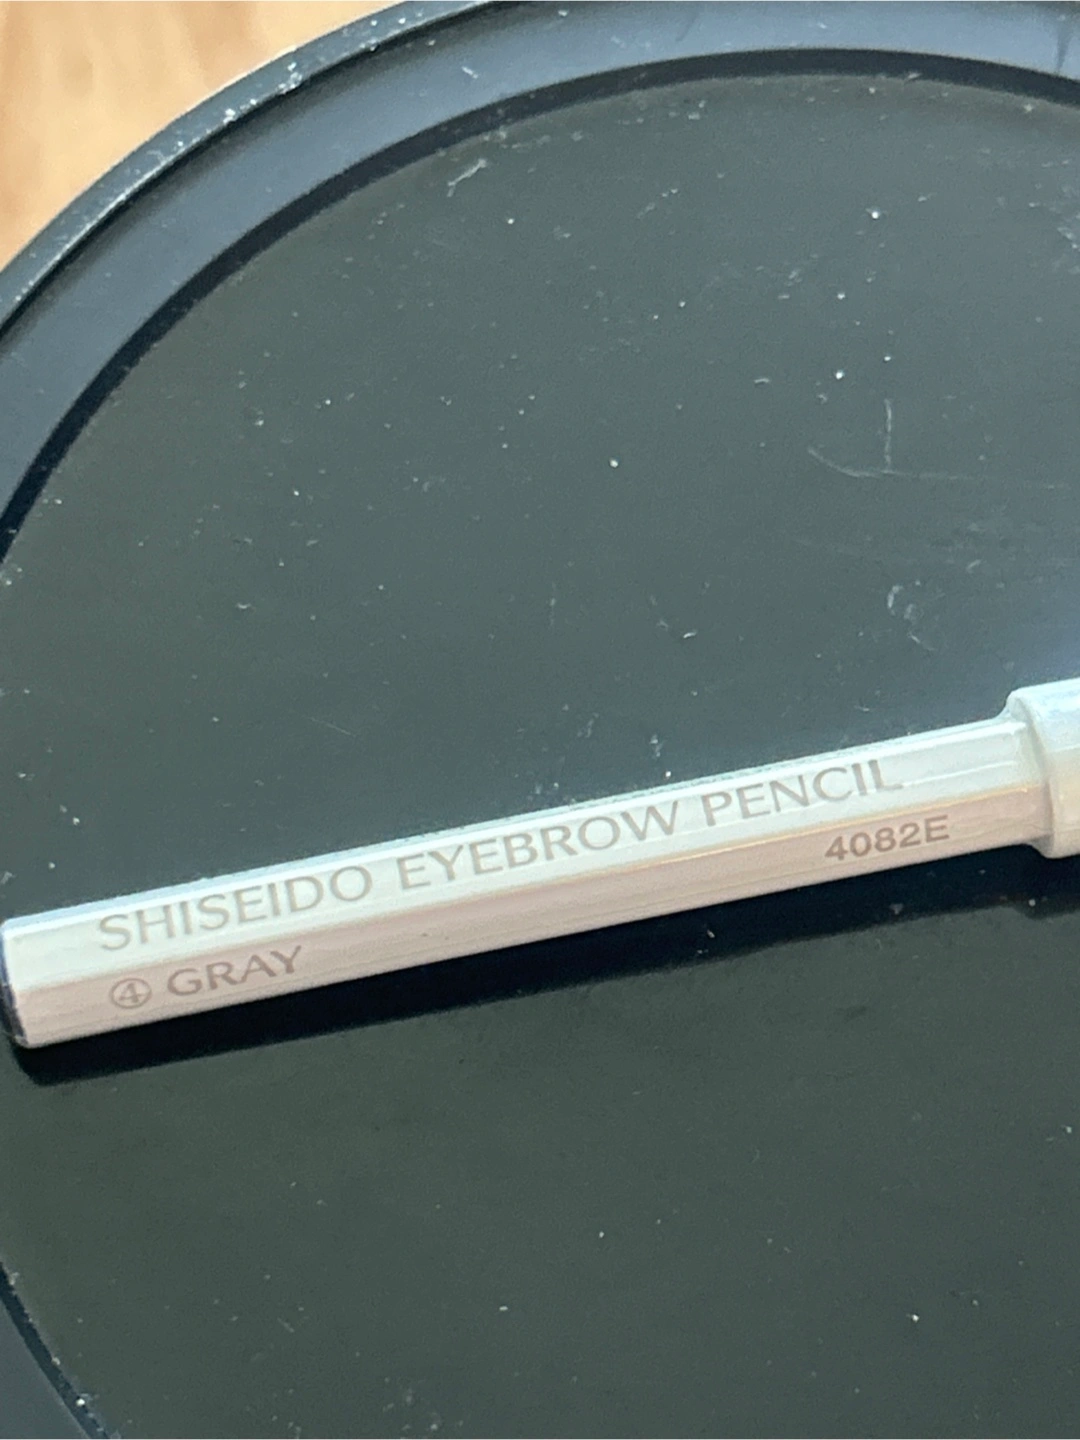 SHISEIDO EYEBROW PENCIL
④ GRAY 4082E